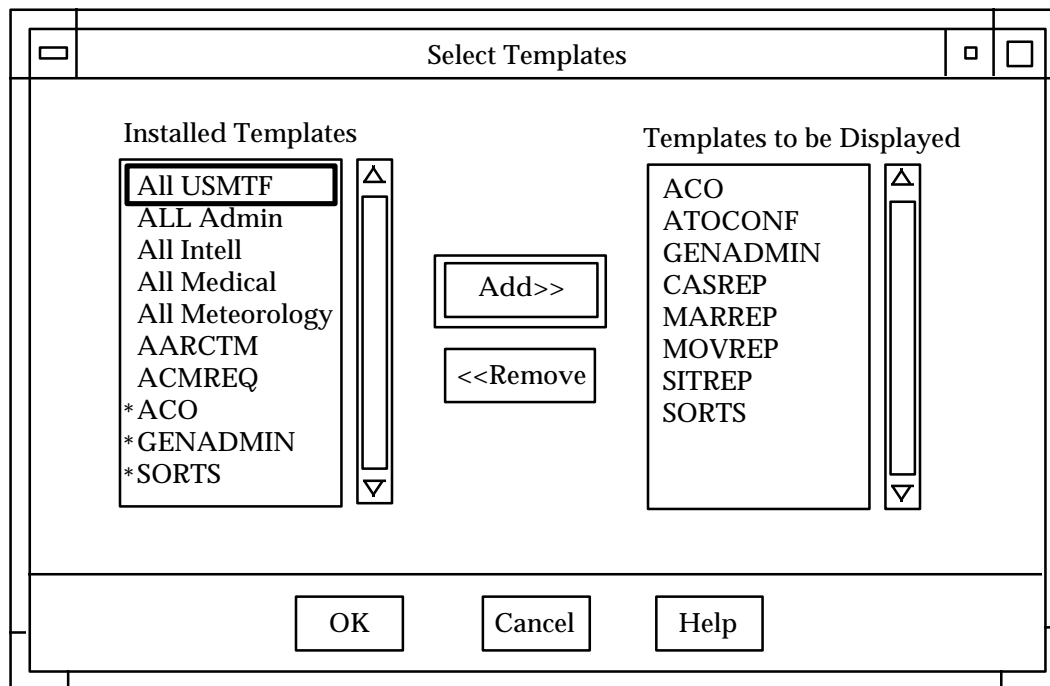 Select Templates
Installed Templates
All USMTF
ALL Admin
All Intell
All Medical
All Meteorology
AARCTM
ACMREQ
*ACO
*GENADMIN
*SORTS
Add>>
<<Remove
Templates to be Displayed
ACO
ATOCONF
GENADMIN
CASREP
MARREP
MOVREP
SITREP
SORTS
OK
Cancel
Help